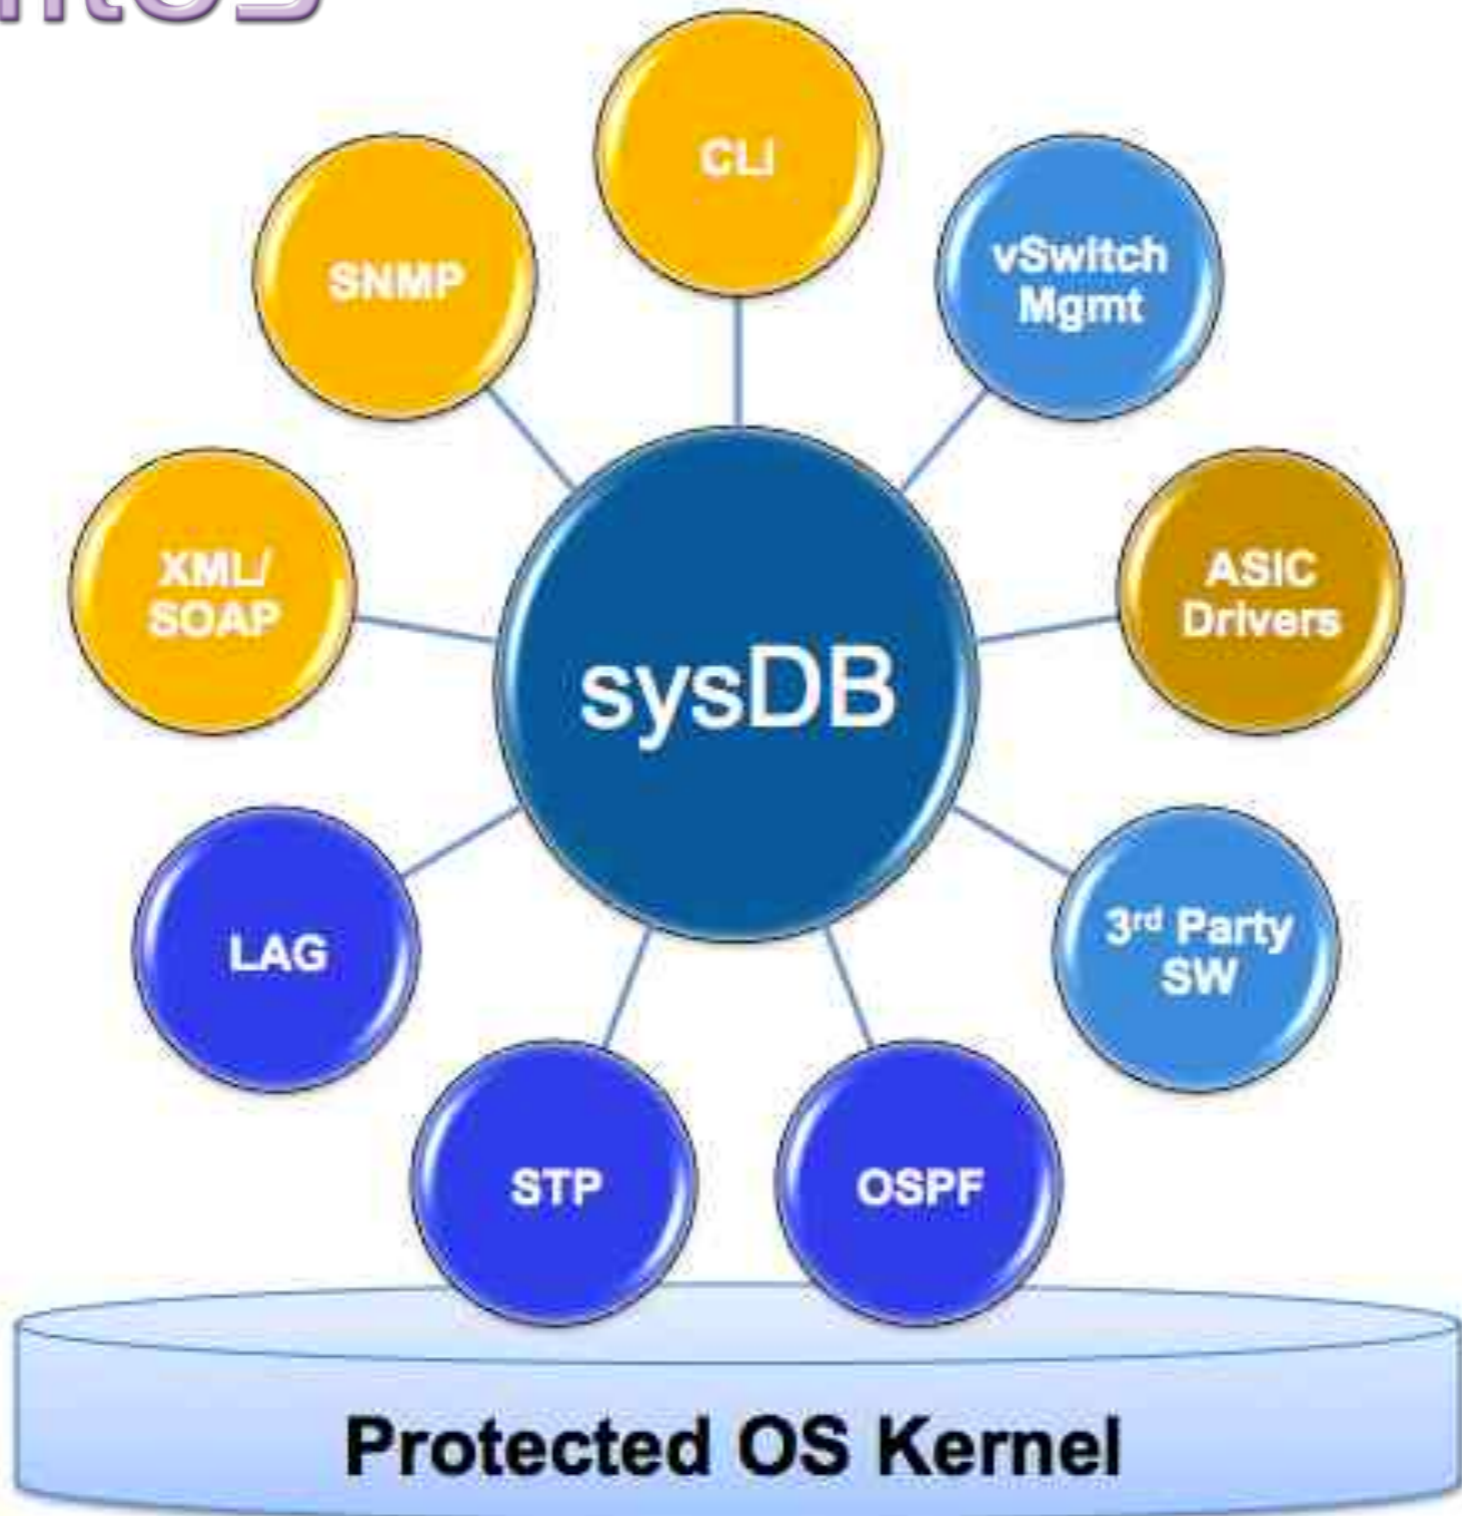 CLI
SNMP
vSwitch
Mgmt
XML/
SOAP
ASIC
Drivers
sysDB
LAG
3rd Party
SW
STP
OSPF
Protected OS Kernel